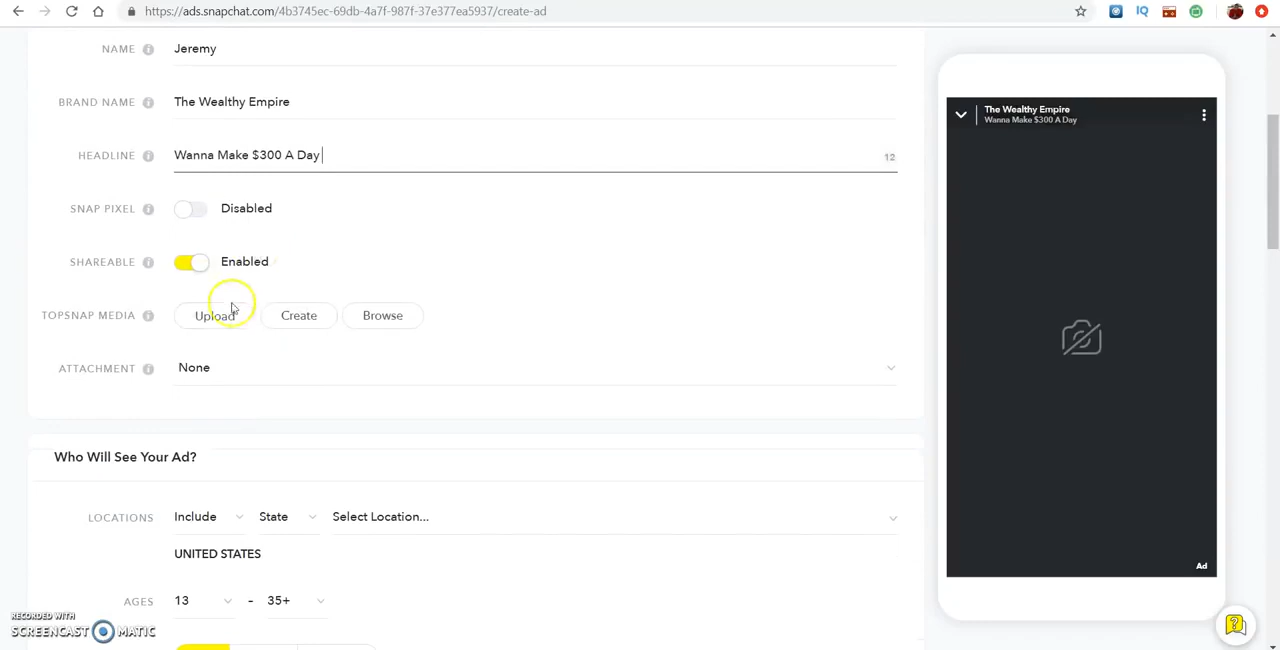 https://ads.snapchat.com/4b3745ec-69db-4a7f-987f-37e377ea5937/create-ad
IQ
NAME Jeremy
BRAND NAME The Wealthy Empire
HEADLINE Wanna Make $300 A Day 12
SNAP PIXEL Disabled
SHAREABLE Enabled
TOPSNAP MEDIA Upload Create Browse
ATTACHMENT None
Who Will See Your Ad?
LOCATIONS Include State Select Location...
UNITED STATES
AGES 13 - 35+
The Wealthy Empire
Wanna Make $300 A Day
Ad
RECORDED WITH
SCREENCAST MATIC